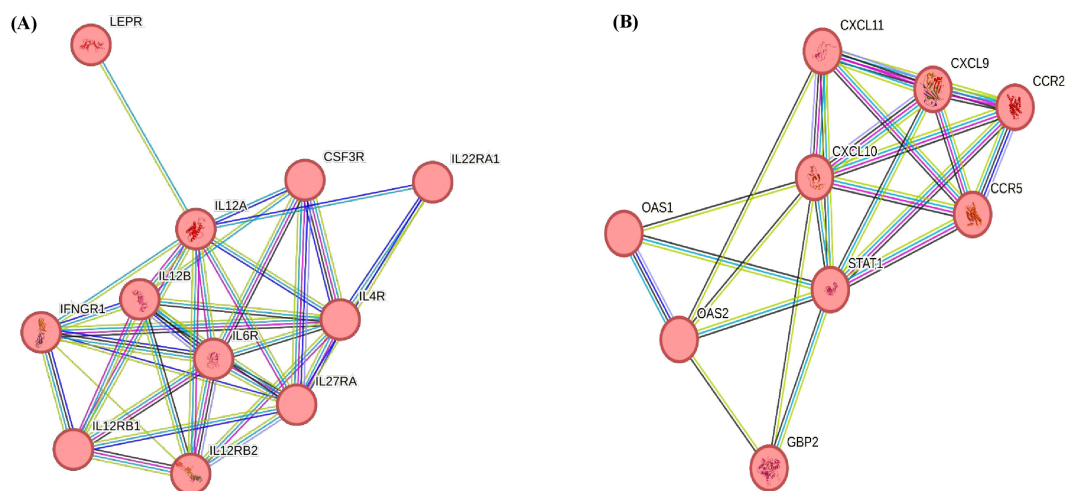 (A)
LEPR
CSF3R
IL22RA1
IL12A
IL12B
IFNGR1
IL4R
IL6R
IL27RA
IL12RB1
IL12RB2
(B)
CXCL11
CXCL9
CCR2
CXCL10
CCR5
OAS1
STAT1
OAS2
GBP2